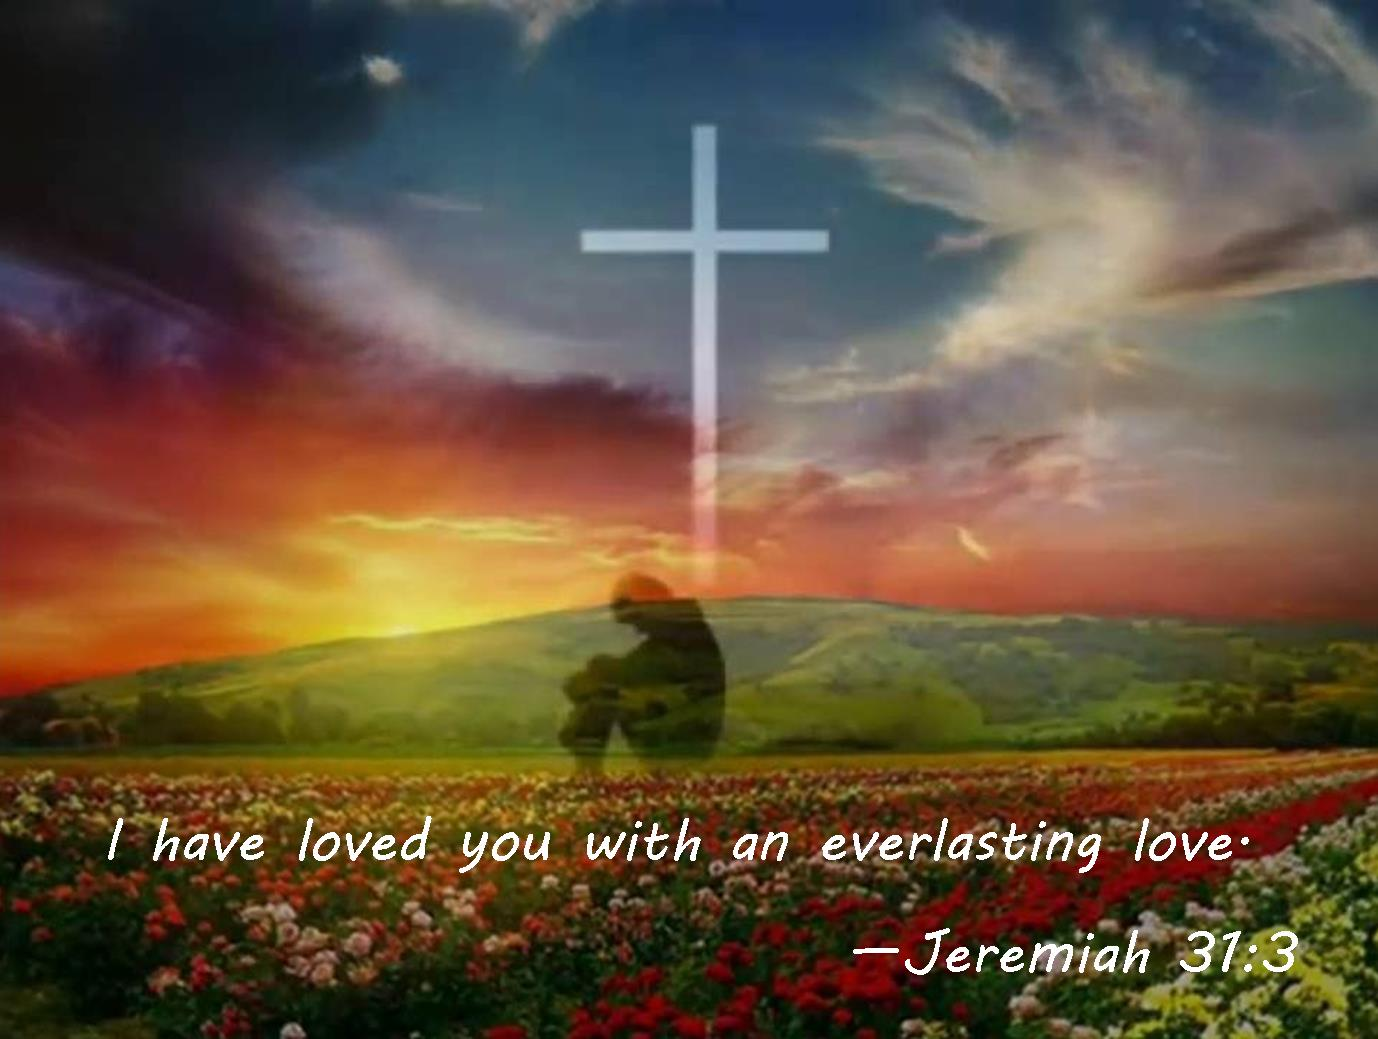 I have loved you with an everlasting love.
—Jeremiah 31:3